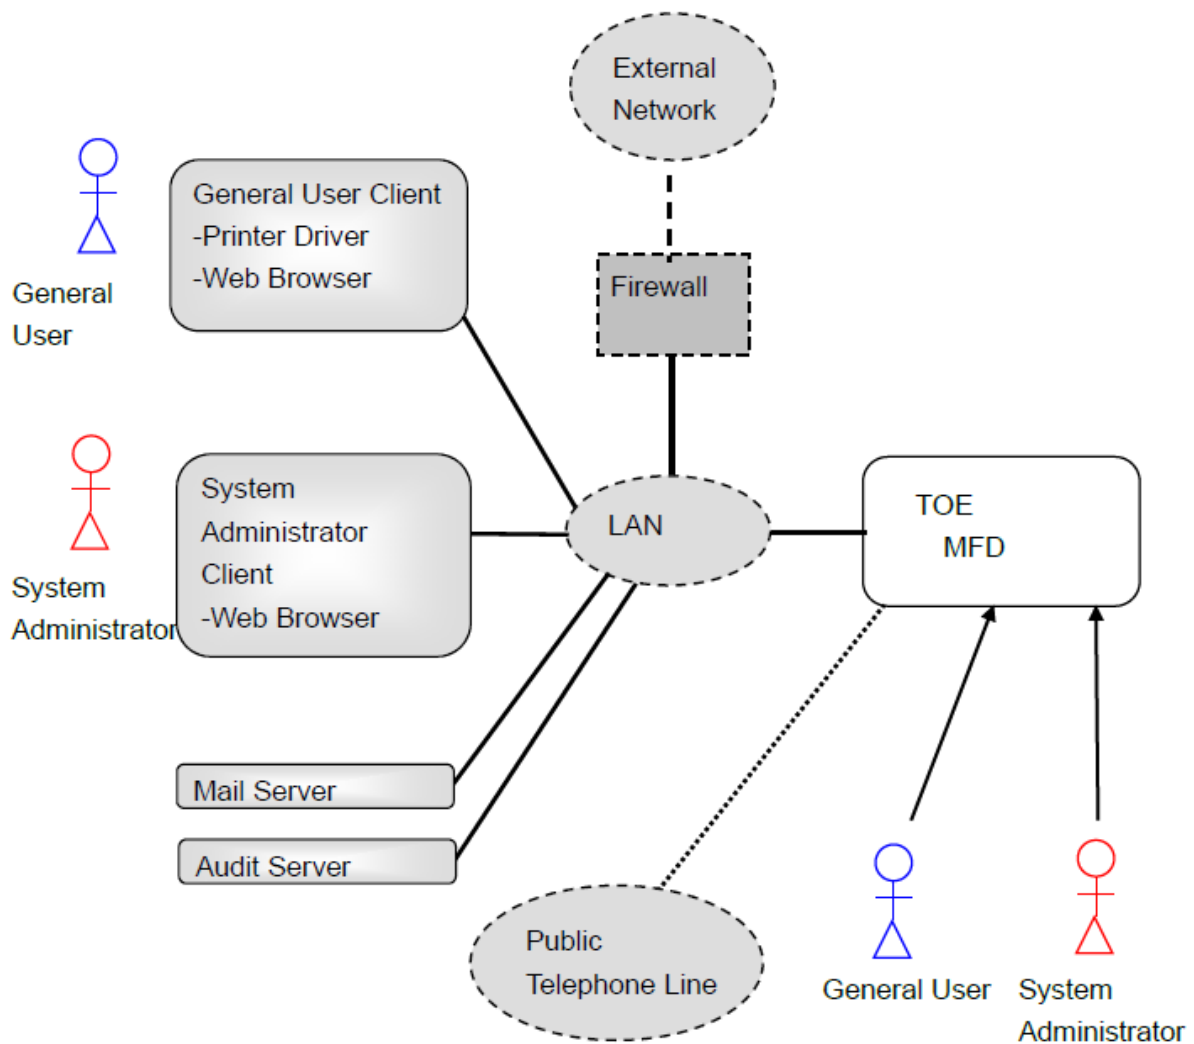 External
Network
General User Client
-Printer Driver
-Web Browser
General
User
Firewall
System
Administrator
Client
-Web Browser
System
Administrator
LAN
TOE
MFD
Mail Server
Audit Server
Public
Telephone Line
General User
System
Administrator